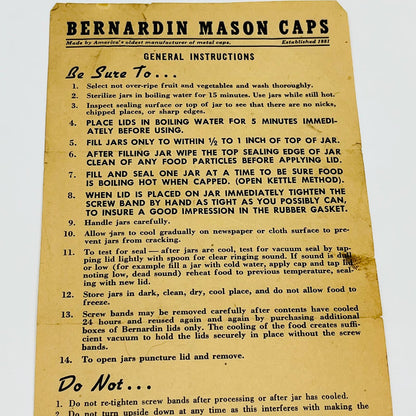 BERNARDIN MASON CAPS
Made by America's oldest manufacturer of metal caps. Established 1881
GENERAL INSTRUCTIONS
Be Sure To...
1. Select not over-ripe fruit and vegetables and wash thoroughly.
2. Sterilize jars in boiling water for 15 minutes. Use jars while still hot.
3. Inspect sealing surface or top of jar to see that there are no nicks,
chipped places, or sharp edges.
4. PLACE LIDS IN BOILING WATER FOR 5 MINUTES IMMEDI-
ATELY BEFORE USING.
5. FILL JARS ONLY TO WITHIN ½ TO 1 INCH OF TOP OF JAR.
6. AFTER FILLING JAR WIPE THE TOP SEALING EDGE OF JAR
CLEAN OF ANY FOOD PARTICLES BEFORE APPLYING LID.
7. FILL AND SEAL ONE JAR AT A TIME TO BE SURE FOOD
IS BOILING HOT WHEN CAPPED. (OPEN KETTLE METHOD).
8. WHEN LID IS PLACED ON JAR IMMEDIATELY TIGHTEN THE
SCREW BAND BY HAND AS TIGHT AS YOU POSSIBLY CAN,
TO INSURE A GOOD IMPRESSION IN THE RUBBER GASKET.
9. Handle jars carefully.
10. Allow jars to cool gradually on newspaper or cloth surface to pre-
vent jars from cracking.
11. To test for seal—after jars are cool, test for vacuum seal by tap-
ping lid lightly with spoon for clear ringing sound. If sound is dull
or low (for example fill a jar with cold water, apply cap and tap lid
noting low, dead sound) reheat food to previous temperature, seal-
ing with new lid.
12. Store jars in dark, clean, dry, cool place, and do not allow food to
freeze.
13. Screw bands may be removed carefully after contents have cooled
24 hours and reused again and again by purchasing additional
boxes of Bernardin lids only. The cooling of the food creates suffi-
cient vacuum to hold the lids securely in place without the screw
bands.
14. To open jars puncture lid and remove.
Do Not...
1. Do not re-tighten screw bands after processing or after jar has cooled.
2. Do not turn upside down at any time as this interferes with making the